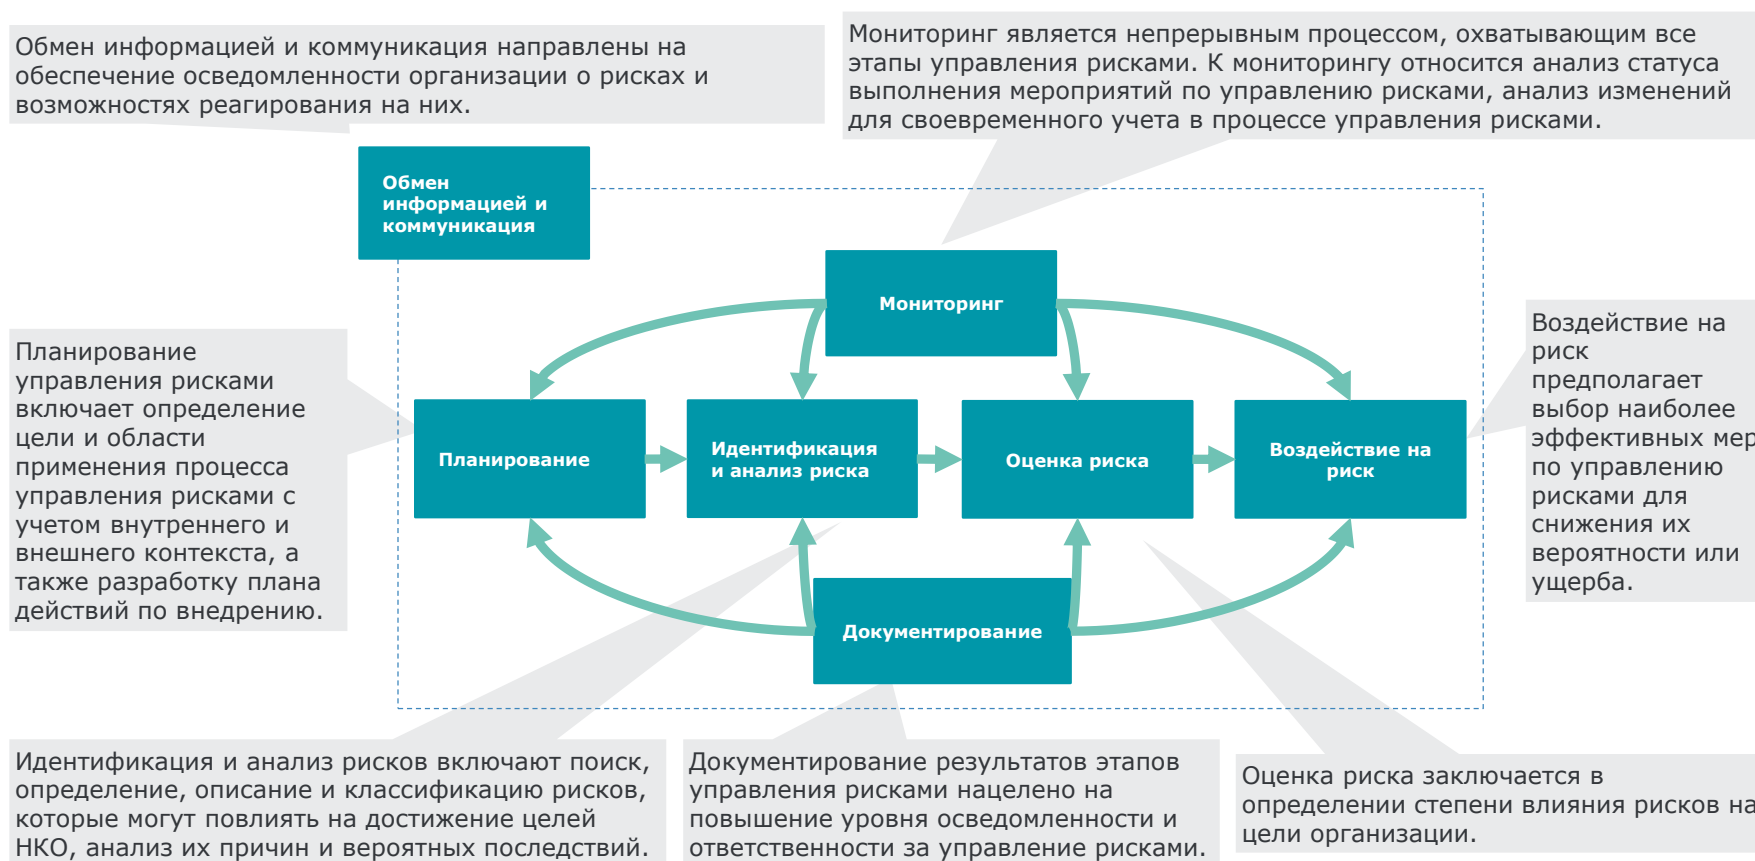 Обмен информацией и коммуникация направлены на
обеспечение осведомленности организации о рисках и
возможностях реагирования на них.
Мониторинг является непрерывным процессом, охватывающим все
этапы управления рисками. К мониторингу относится анализ статуса
выполнения мероприятий по управлению рисками, анализ изменений
для своевременного учета в процессе управления рисками.
Обмен
информацией и
коммуникация
Мониторинг
Планирование
управления рисками
включает определение
цели и области
применения процесса
управления рисками с
учетом внутреннего и
внешнего контекста, а
также разработку плана
действий по внедрению.
Планирование
Идентификация
и анализ риска
Оценка риска
Воздействие на
риск
Воздействие на
риск
предполагает
выбор наиболее
эффективных мер
по управлению
рисками для
снижения их
вероятности или
ущерба.
Документирование
Идентификация и анализ рисков включают поиск,
определение, описание и классификацию рисков,
которые могут повлиять на достижение целей
НКО, анализ их причин и вероятных последствий.
Документирование результатов этапов
управления рисками нацелено на
повышение уровня осведомленности и
ответственности за управление рисками.
Оценка риска заключается в
определении степени влияния рисков на
цели организации.